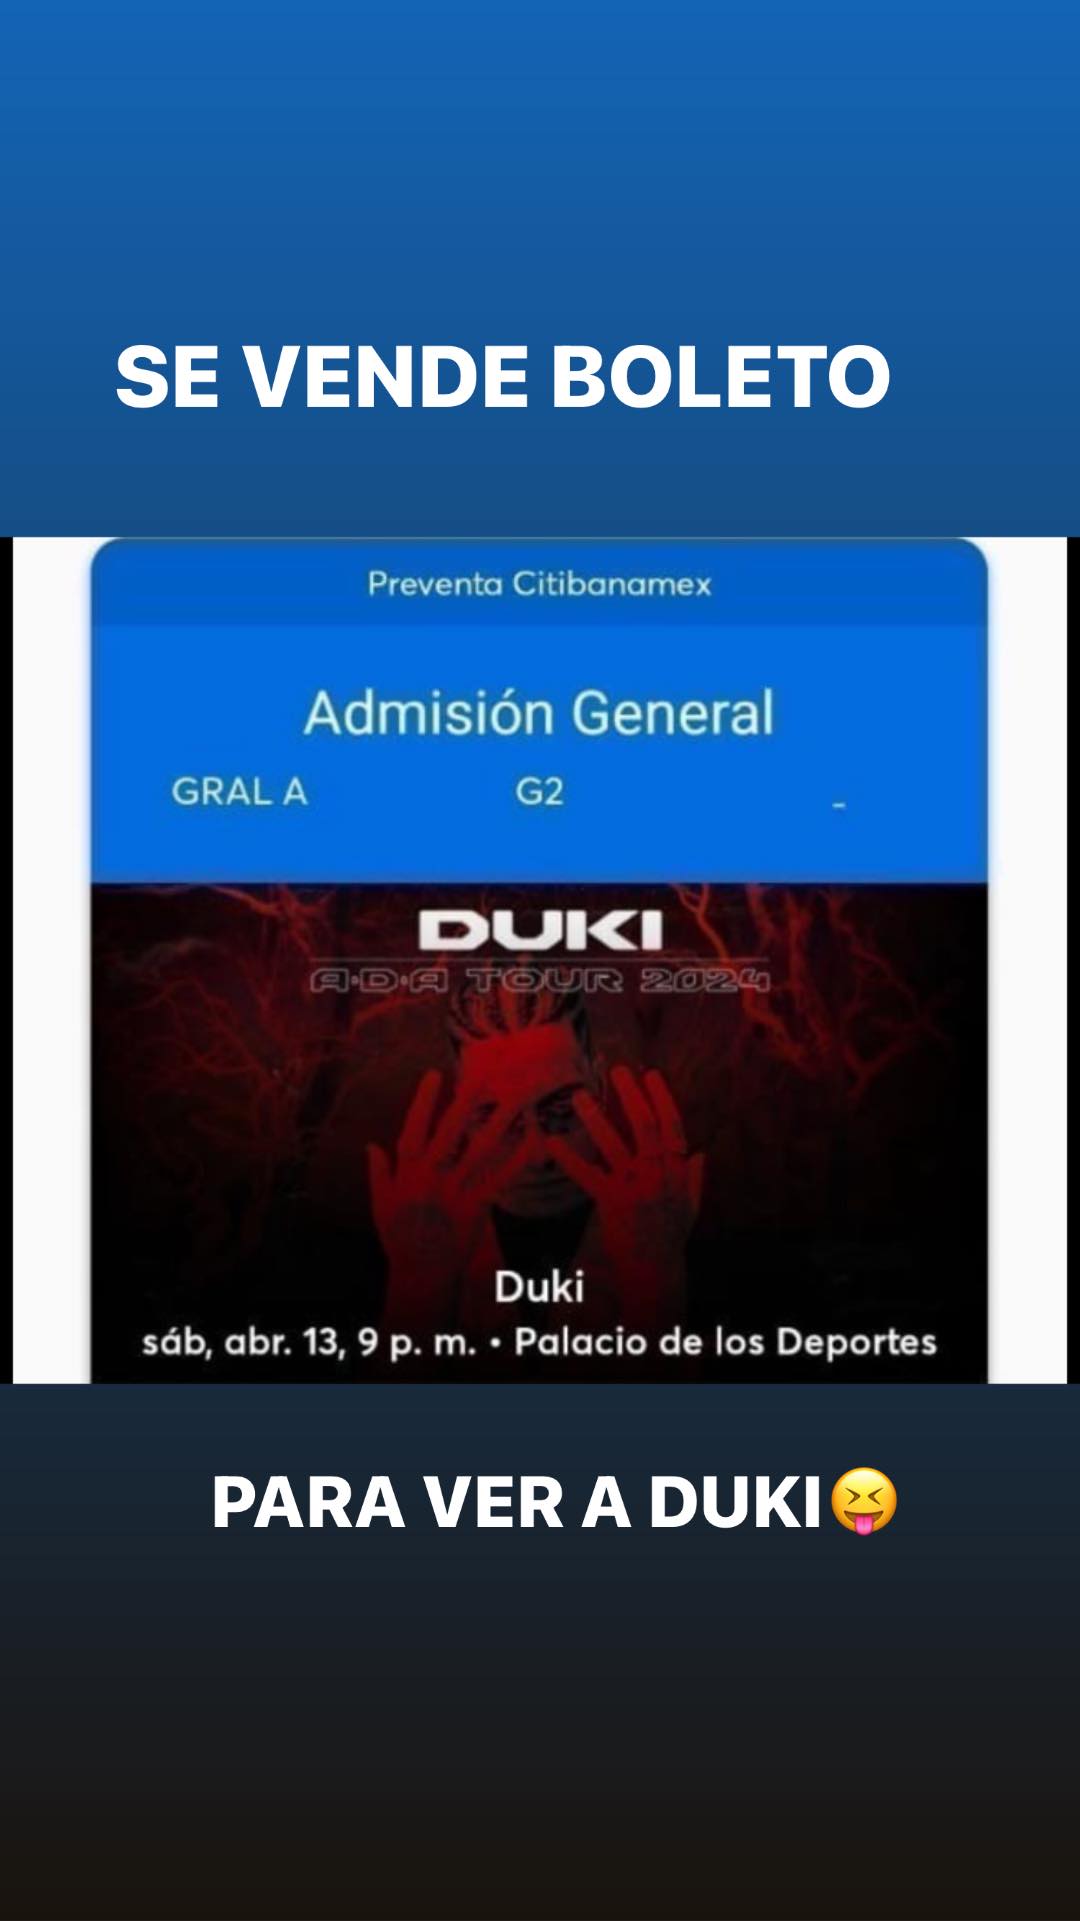 SE VENDE BOLETO
Preventa Citibanamex
Admisión General
GRAL A G2 -
DUKI
A·D·A TOUR 2024
Duki
sáb, abr. 13, 9 p. m. • Palacio de los Deportes
PARA VER A DUKI😝